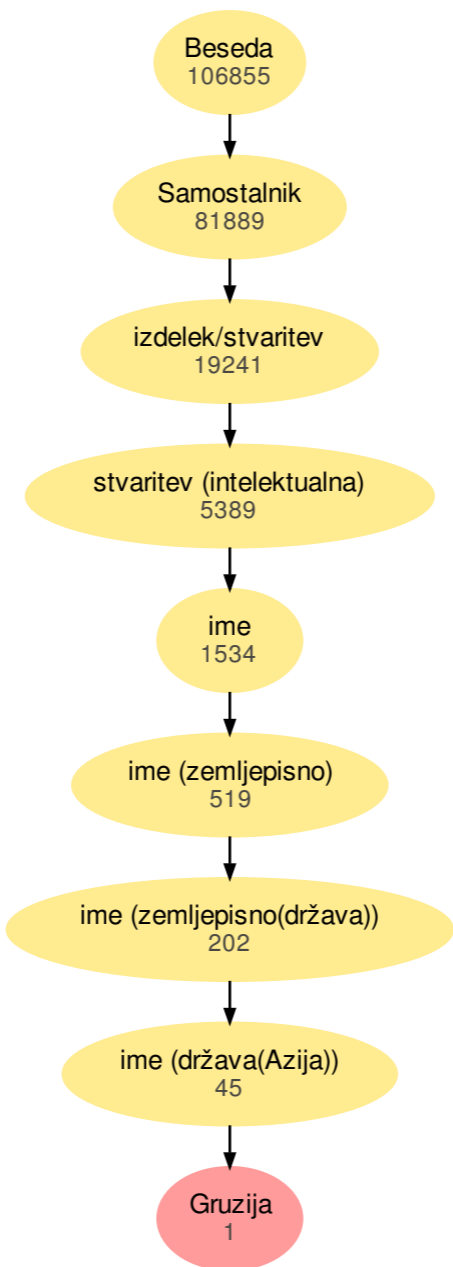 Beseda
106855
Samostalnik
81889
izdelek/stvaritev
19241
stvaritev (intelektualna)
5389
ime
1534
ime (zemljepisno)
519
ime (zemljepisno(država))
202
ime (država(Azija))
45
Gruzija
1